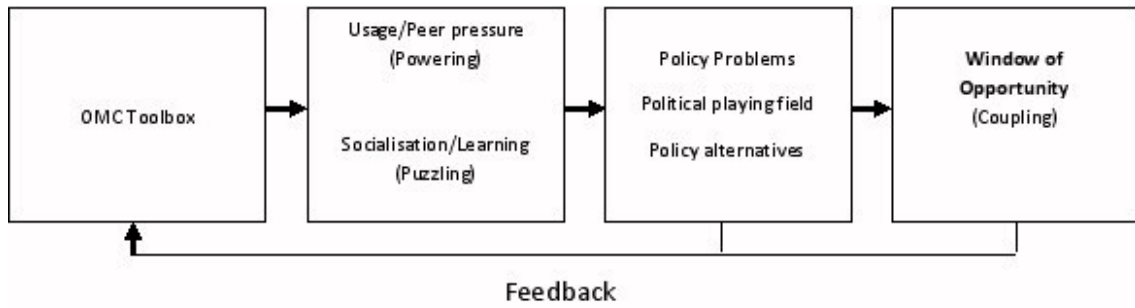 OMC Toolbox
Usage/Peer pressure
(Powering)
Socialisation/Learning
(Puzzling)
Policy Problems
Political playing field
Policy alternatives
Window of
Opportunity
(Coupling)
Feedback